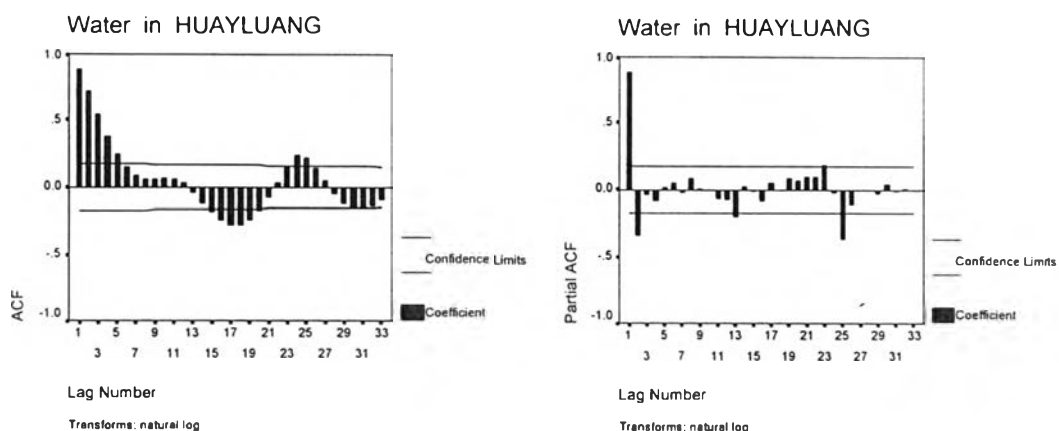 Water in HUAYLUANG
1.0
.5
0.0
-.5
-1.0
ACF
1 5 9 13 17 21 25 29 33
3 7 11 15 19 23 27 31
Lag Number
Transforms: natural log
Confidence Limits
Coefficient
Water in HUAYLUANG
1.0
.5
0.0
-.5
-1.0
Partial ACF
1 5 9 13 17 21 25 29 33
3 7 11 15 19 23 27 31
Lag Number
Transforms: natural log
Confidence Limits
Coefficient